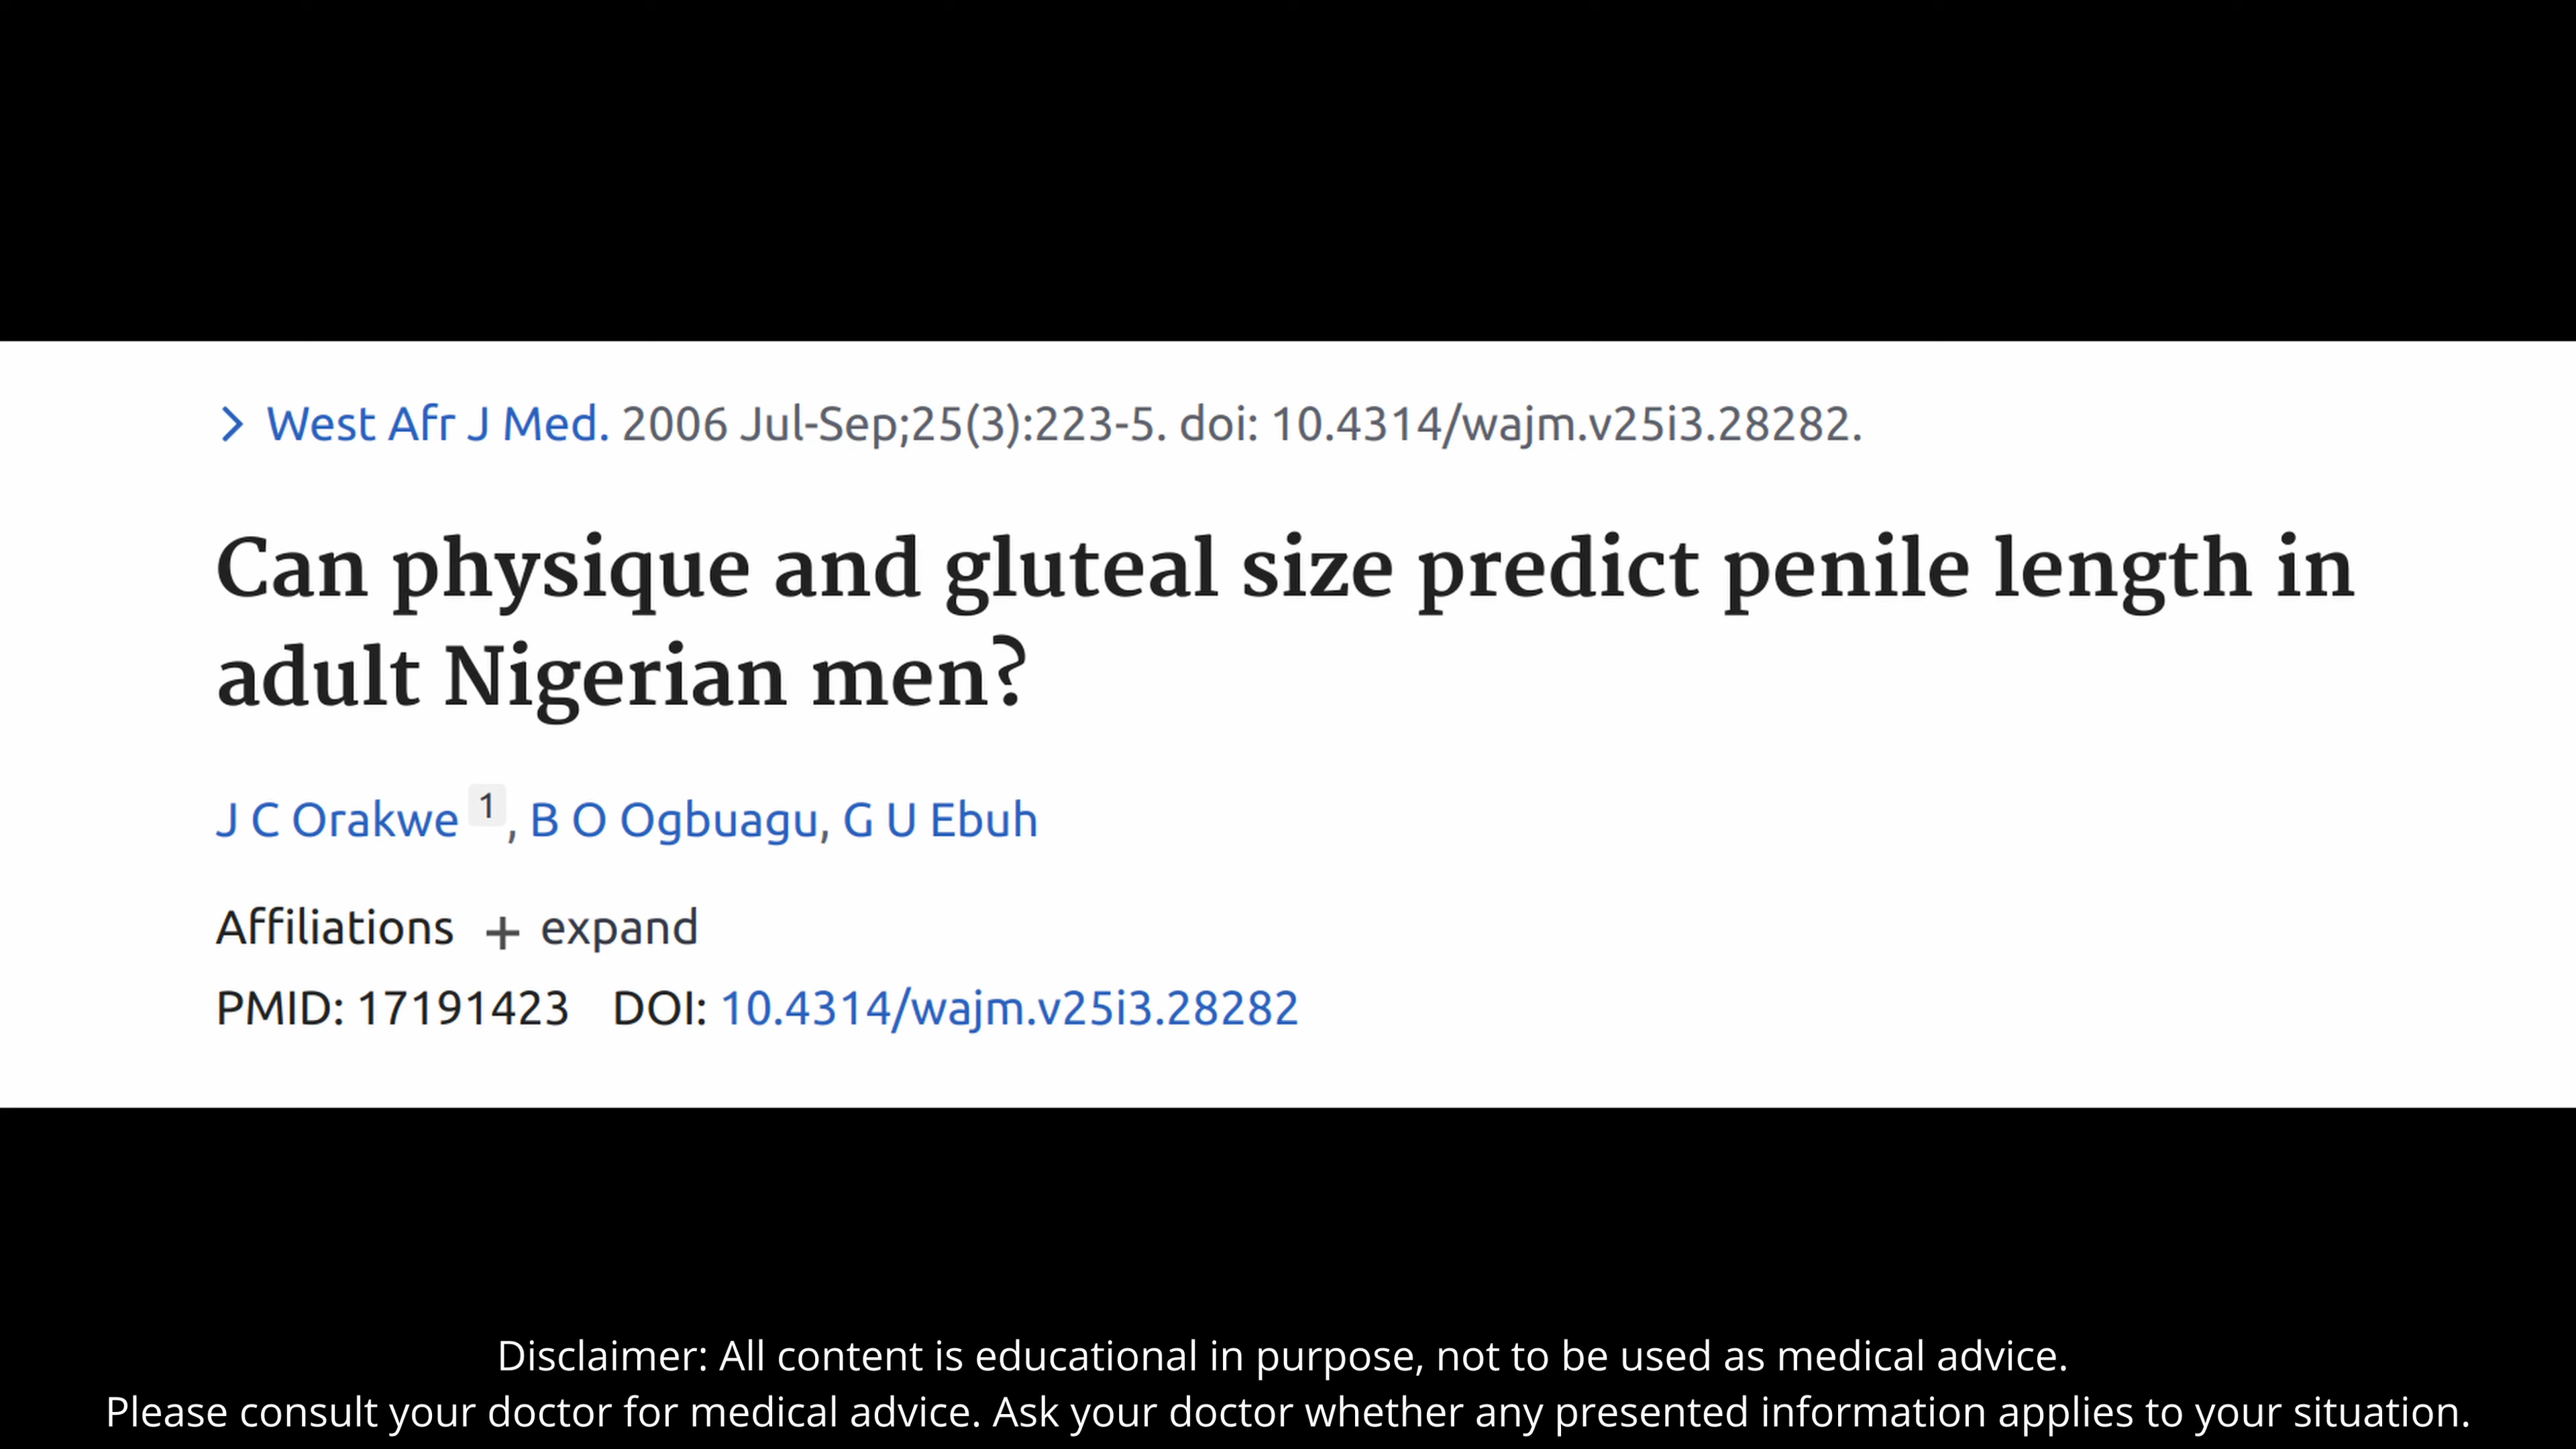 > West Afr J Med. 2006 Jul-Sep;25(3):223-5. doi: 10.4314/wajm.v25i3.28282.
Can physique and gluteal size predict penile length in
adult Nigerian men?
J C Orakwe 1, B O Ogbuagu, G U Ebuh
Affiliations + expand
PMID: 17191423 DOI: 10.4314/wajm.v25i3.28282
Disclaimer: All content is educational in purpose, not to be used as medical advice.
Please consult your doctor for medical advice. Ask your doctor whether any presented information applies to your situation.